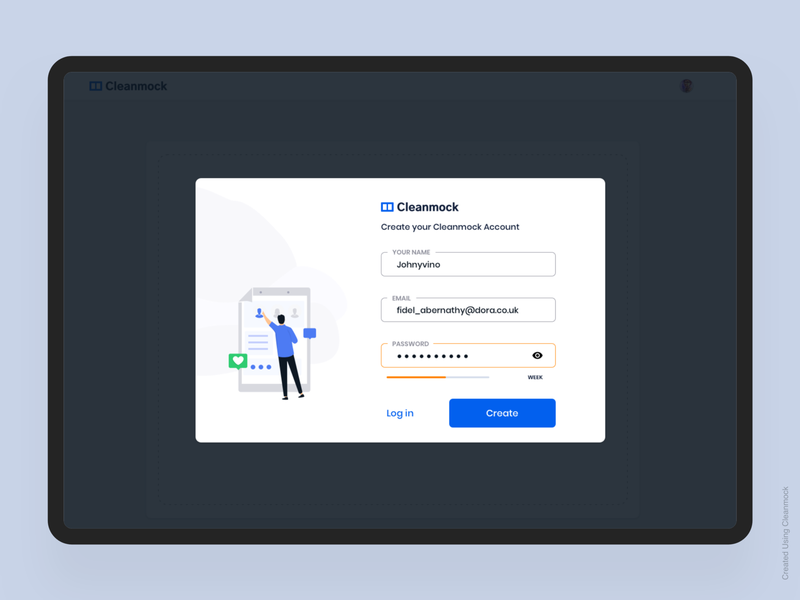 Cleanmock
Cleanmock
Create your Cleanmock Account
YOUR NAME
Johnyvino
EMAIL
fidel_abernathy@dora.co.uk
PASSWORD
••••••••••
WEEK
Log in
Create
Created Using Cleanmock